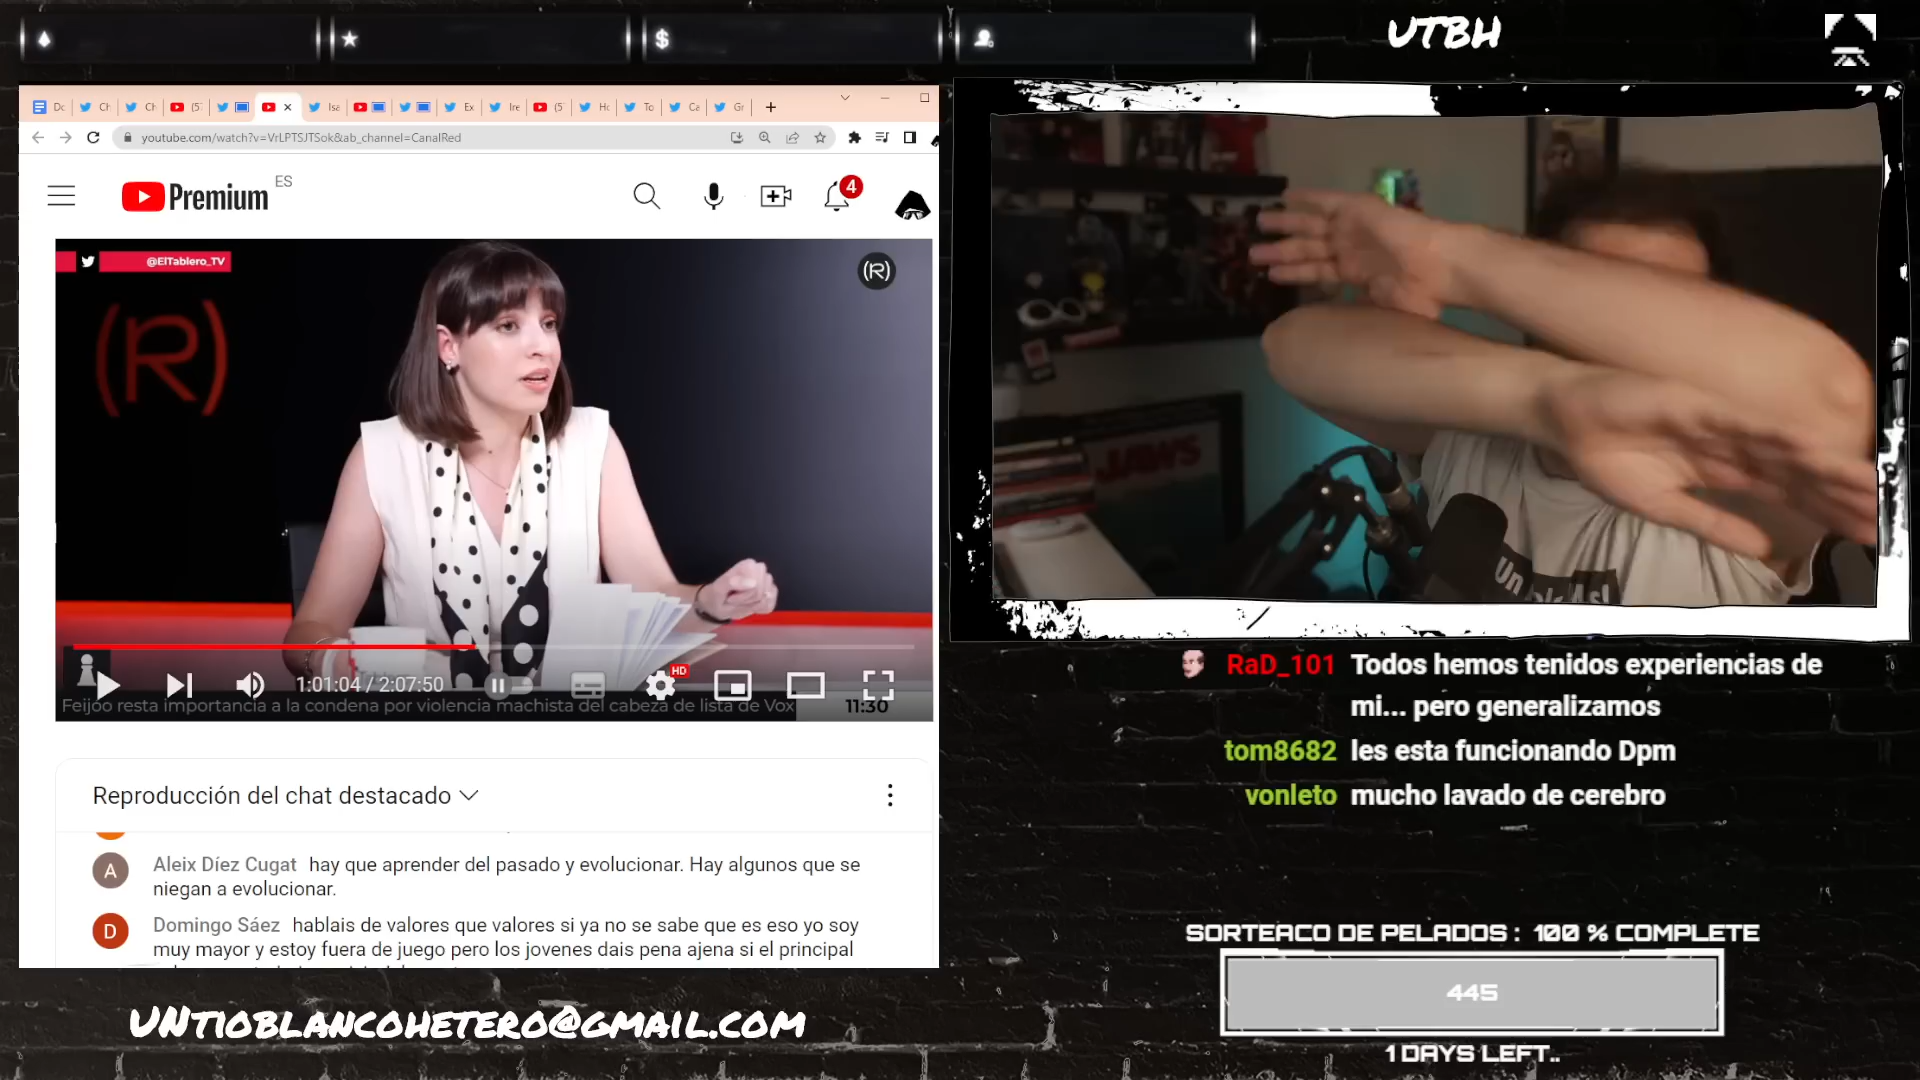 UTBH
youtube.com/watch?v=VrLPTSJTSok&ab_channel=CanalRed
Premium
ES
4
@ElTablero_TV
(R)
(R)
1:01:04 / 2:07:50
HD
Feijóo resta importancia a la condena por violencia machista del cabeza de lista de Vox
11:30
Reproducción del chat destacado
A
Aleix Díez Cugat hay que aprender del pasado y evolucionar. Hay algunos que se
niegan a evolucionar.
D
Domingo Sáez hablais de valores que valores si ya no se sabe que es eso yo soy
muy mayor y estoy fuera de juego pero los jovenes dais pena ajena si el principal
UNTIOBLANCOHETERO@GMAIL.COM
JAWS
Un
RaD_101 Todos hemos tenidos experiencias de
mi... pero generalizamos
tom8682 les esta funcionando Dpm
vonleto mucho lavado de cerebro
SORTEACO DE PELADOS : 100 % COMPLETE
445
1 DAYS LEFT..